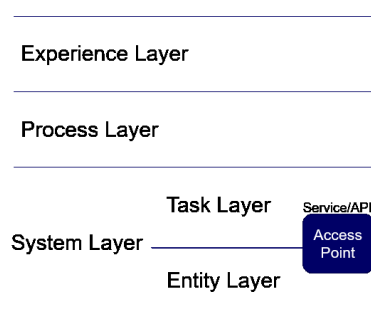 Experience Layer
Process Layer
Task Layer
Service/API
System Layer
Access
Point
Entity Layer